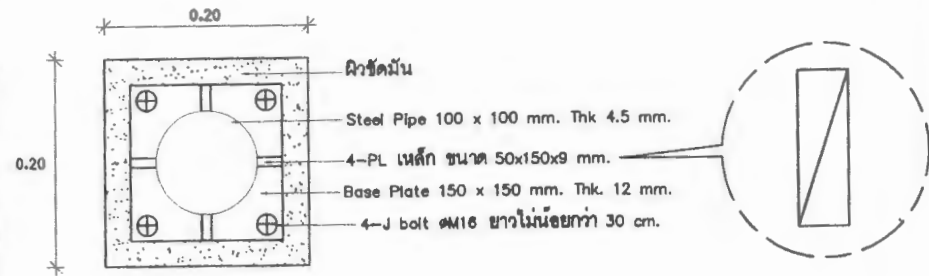 0.20
ผิวขัดมัน
Steel Pipe 100 x 100 mm. Thk 4.5 mm.
0.20
4-PL เหล็ก ขนาด 50x150x9 mm.
Base Plate 150 x 150 mm. Thk. 12 mm.
4-J bolt øM16 ยาวไม่น้อยกว่า 30 cm.